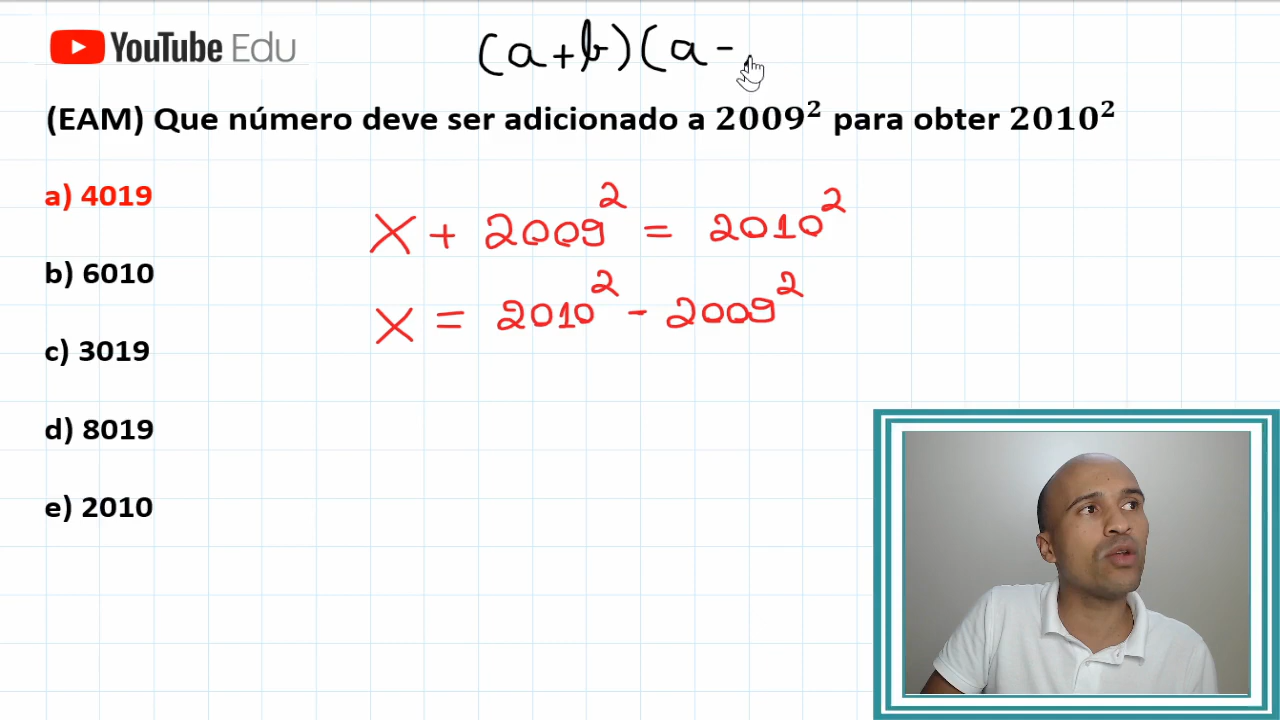 YouTube Edu
(a+b)(a-
(EAM) Que número deve ser adicionado a 2009² para obter 2010²
a) 4019
x + 2009² = 2010²
b) 6010
x = 2010² - 2009²
c) 3019
d) 8019
e) 2010